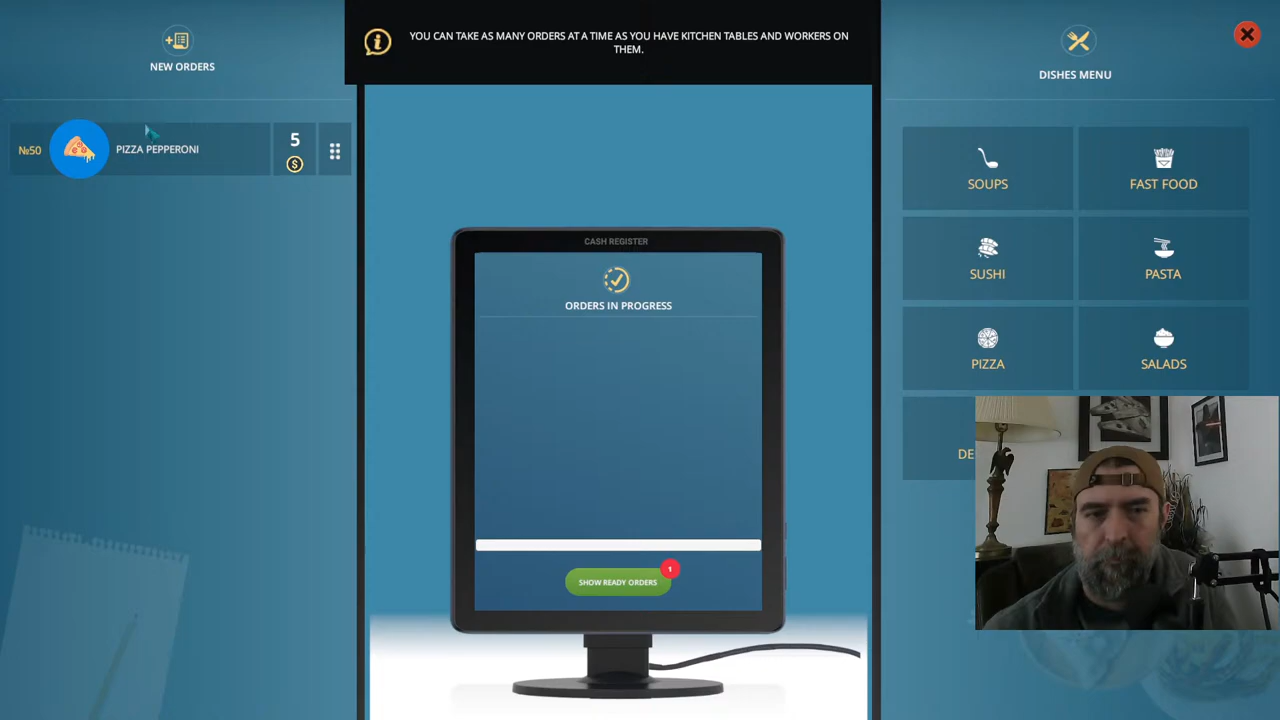 NEW ORDERS
№50
PIZZA PEPPERONI
5
$
YOU CAN TAKE AS MANY ORDERS AT A TIME AS YOU HAVE KITCHEN TABLES AND WORKERS ON
THEM.
CASH REGISTER
ORDERS IN PROGRESS
SHOW READY ORDERS
1
DISHES MENU
SOUPS
FAST FOOD
SUSHI
PASTA
PIZZA
SALADS
DE